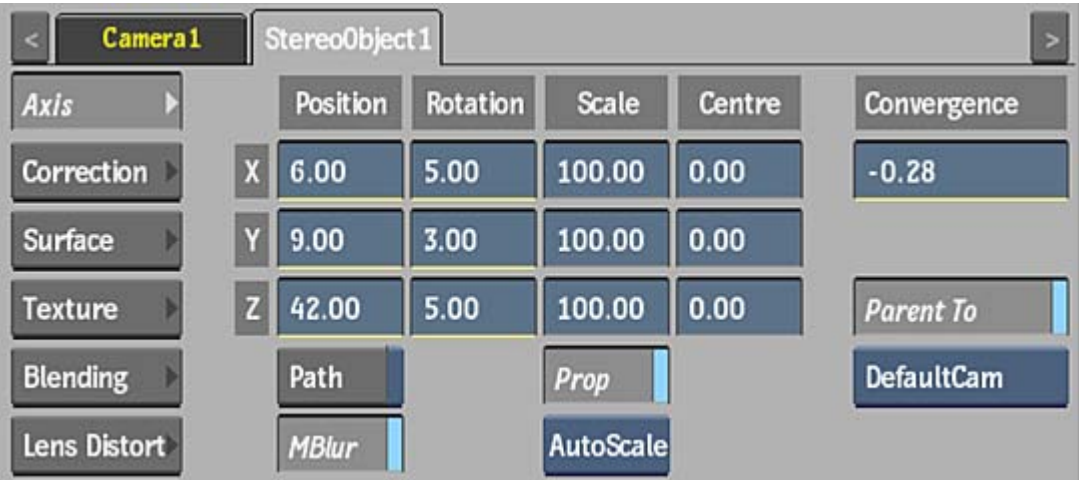 < Camera1 StereoObject1 >
Axis Position Rotation Scale Centre Convergence
Correction X 6.00 5.00 100.00 0.00 -0.28
Surface Y 9.00 3.00 100.00 0.00
Texture Z 42.00 5.00 100.00 0.00 Parent To
Blending Path Prop DefaultCam
Lens Distort MBlur AutoScale